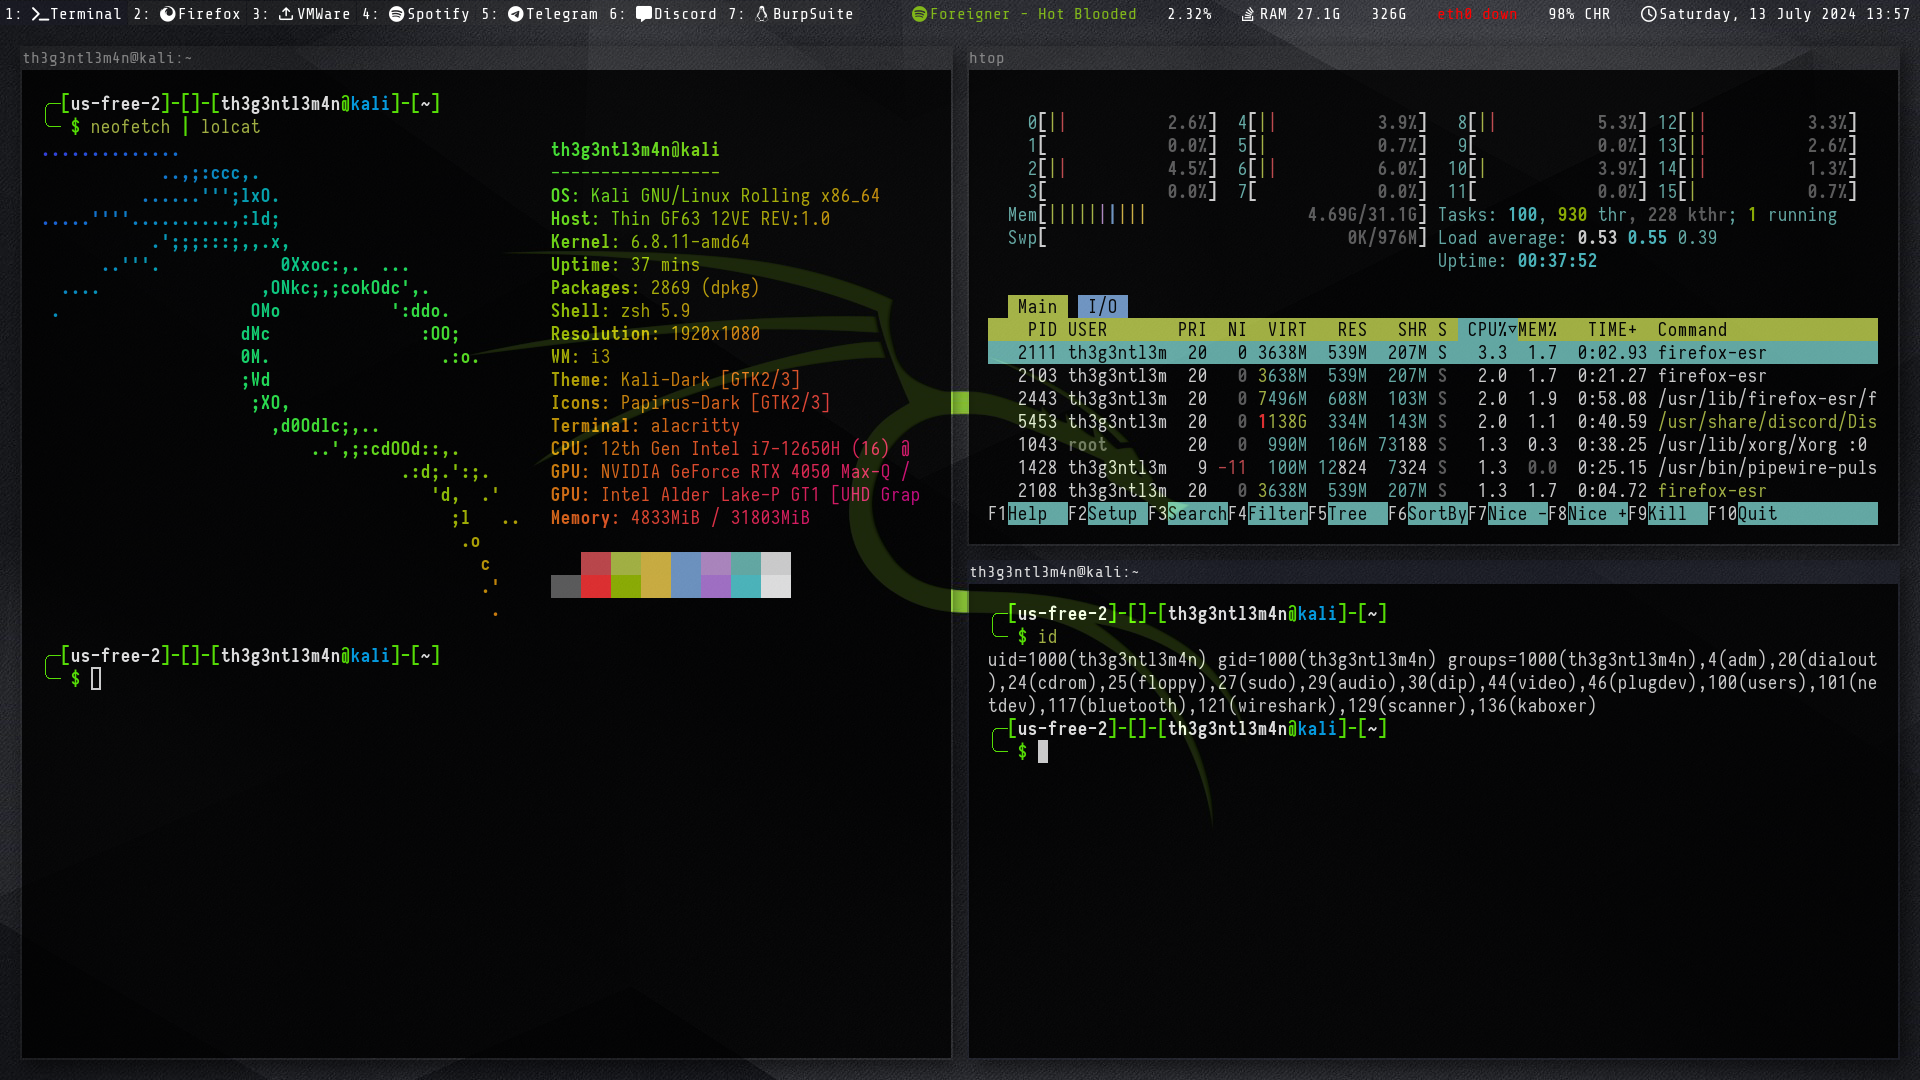 1: Terminal 2: Firefox 3: VMWare 4: Spotify 5: Telegram 6: Discord 7: BurpSuite Foreigner - Hot Blooded 2.32% RAM 27.1G 326G eth0 down 98% CHR Saturday, 13 July 2024 13:57
th3g3ntl3m4n@kali:~
[us-free-2]-[]-[th3g3ntl3m4n@kali]-[~]
$ neofetch | lolcat
..............
..,;:ccc,.
......''';lxO.
.....''''..........,:ld;
.';;;:::;,,.x,
..'''.            0Xxoc:,.  ...
....                ,ONkc;,;cokOdc',.
.                   OMo           ':ddo.
dMc               :OO;
0M.                 .:o.
;Wd
;XO,
,d0Odlc;,..
..',;:cdOOd::,.
.:d;.':;.
'd,  .'
;l   ..
.o
c
.'
.
th3g3ntl3m4n@kali
-----------------
OS: Kali GNU/Linux Rolling x86_64
Host: Thin GF63 12VE REV:1.0
Kernel: 6.8.11-amd64
Uptime: 37 mins
Packages: 2869 (dpkg)
Shell: zsh 5.9
Resolution: 1920x1080
WM: i3
Theme: Kali-Dark [GTK2/3]
Icons: Papirus-Dark [GTK2/3]
Terminal: alacritty
CPU: 12th Gen Intel i7-12650H (16) @
GPU: NVIDIA GeForce RTX 4050 Max-Q /
GPU: Intel Alder Lake-P GT1 [UHD Grap
Memory: 4833MiB / 31803MiB
[us-free-2]-[]-[th3g3ntl3m4n@kali]-[~]
$
htop
0[|| 2.6%] 4[|| 3.9%] 8[|| 5.3%] 12[|| 3.3%]
1[ 0.0%] 5[| 0.7%] 9[ 0.0%] 13[|| 2.6%]
2[|| 4.5%] 6[|| 6.0%] 10[| 3.9%] 14[|| 1.3%]
3[ 0.0%] 7[ 0.0%] 11[ 0.0%] 15[| 0.7%]
Mem[|||||||||| 4.69G/31.1G] Tasks: 100, 930 thr, 228 kthr; 1 running
Swp[ 0K/976M] Load average: 0.53 0.55 0.39
Uptime: 00:37:52
Main I/O
PID USER PRI NI VIRT RES SHR S CPU%▽MEM% TIME+ Command
2111 th3g3ntl3m 20 0 3638M 539M 207M S 3.3 1.7 0:02.93 firefox-esr
2103 th3g3ntl3m 20 0 3638M 539M 207M S 2.0 1.7 0:21.27 firefox-esr
2443 th3g3ntl3m 20 0 7496M 608M 103M S 2.0 1.9 0:58.08 /usr/lib/firefox-esr/f
5453 th3g3ntl3m 20 0 1138G 334M 143M S 2.0 1.1 0:40.59 /usr/share/discord/Dis
1043 root 20 0 990M 106M 73188 S 1.3 0.3 0:38.25 /usr/lib/xorg/Xorg :0
1428 th3g3ntl3m 9 -11 100M 12824 7324 S 1.3 0.0 0:25.15 /usr/bin/pipewire-puls
2108 th3g3ntl3m 20 0 3638M 539M 207M S 1.3 1.7 0:04.72 firefox-esr
F1Help F2Setup F3SearchF4FilterF5Tree F6SortByF7Nice -F8Nice +F9Kill F10Quit
th3g3ntl3m4n@kali:~
[us-free-2]-[]-[th3g3ntl3m4n@kali]-[~]
$ id
uid=1000(th3g3ntl3m4n) gid=1000(th3g3ntl3m4n) groups=1000(th3g3ntl3m4n),4(adm),20(dialout
),24(cdrom),25(floppy),27(sudo),29(audio),30(dip),44(video),46(plugdev),100(users),101(ne
tdev),117(bluetooth),121(wireshark),129(scanner),136(kaboxer)
[us-free-2]-[]-[th3g3ntl3m4n@kali]-[~]
$